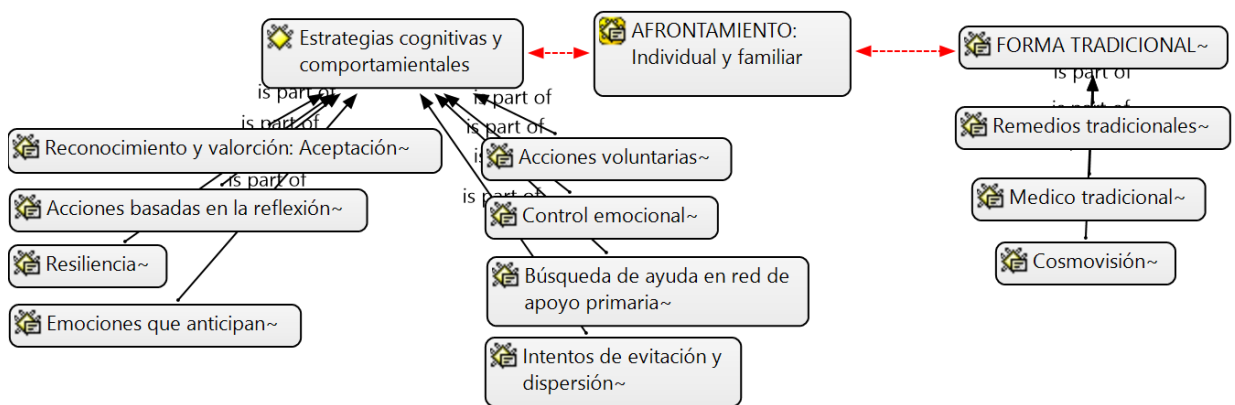 Estrategias cognitivas y
comportamientales
AFRONTAMIENTO:
Individual y familiar
FORMA TRADICIONAL~
is part of
is part of
is part of
is part of
is part of
is part of
is part of
is part of
is part of
Reconocimiento y valorción: Aceptación~
Acciones basadas en la reflexión~
Resiliencia~
Emociones que anticipan~
Acciones voluntarias~
Control emocional~
Búsqueda de ayuda en red de
apoyo primaria~
Intentos de evitación y
dispersión~
Remedios tradicionales~
Medico tradicional~
Cosmovisión~